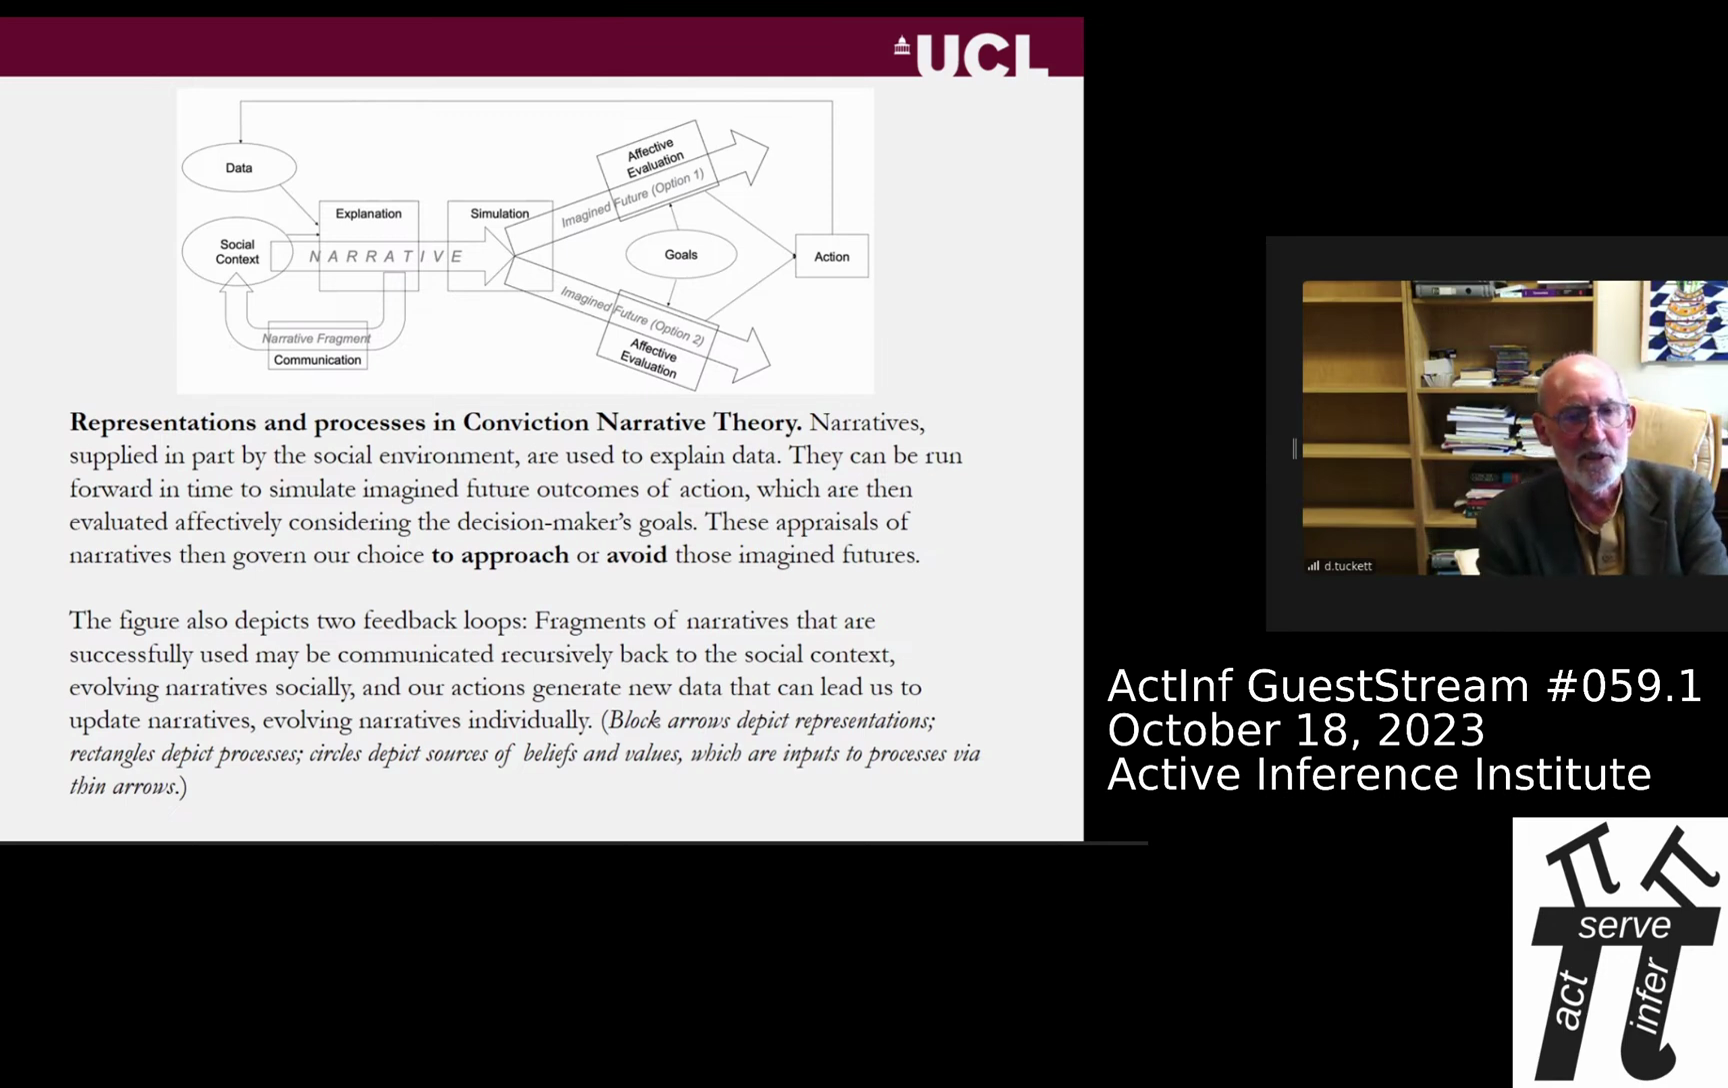 UCL
Data
Social
Context
Explanation
Simulation
NARRATIVE
Narrative Fragment
Communication
Affective
Evaluation
Imagined Future (Option 1)
Goals
Action
Imagined Future (Option 2)
Affective
Evaluation
Representations and processes in Conviction Narrative Theory. Narratives,
supplied in part by the social environment, are used to explain data. They can be run
forward in time to simulate imagined future outcomes of action, which are then
evaluated affectively considering the decision-maker's goals. These appraisals of
narratives then govern our choice to approach or avoid those imagined futures.
The figure also depicts two feedback loops: Fragments of narratives that are
successfully used may be communicated recursively back to the social context,
evolving narratives socially, and our actions generate new data that can lead us to
update narratives, evolving narratives individually. (Block arrows depict representations;
rectangles depict processes; circles depict sources of beliefs and values, which are inputs to processes via
thin arrows.)
d.tuckett
ActInf GuestStream #059.1
October 18, 2023
Active Inference Institute
serve
act
infer